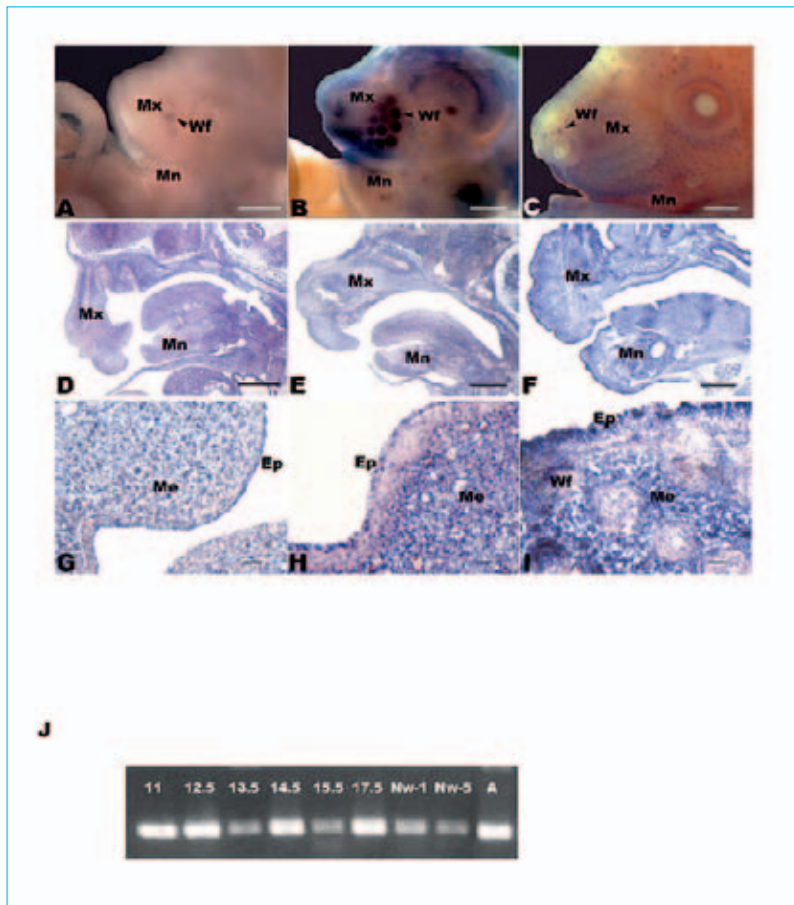 Mx
Wf
Mn
A
Mx
Wf
Mn
B
Wf
Mx
Mn
C
Mx
Mn
D
Mx
Mn
E
Mx
Mn
F
Me
Ep
G
Ep
Me
H
Ep
Wf
Me
I
J
11 12.5 13.5 14.5 15.5 17.5 Nw-1 Nw-5 A